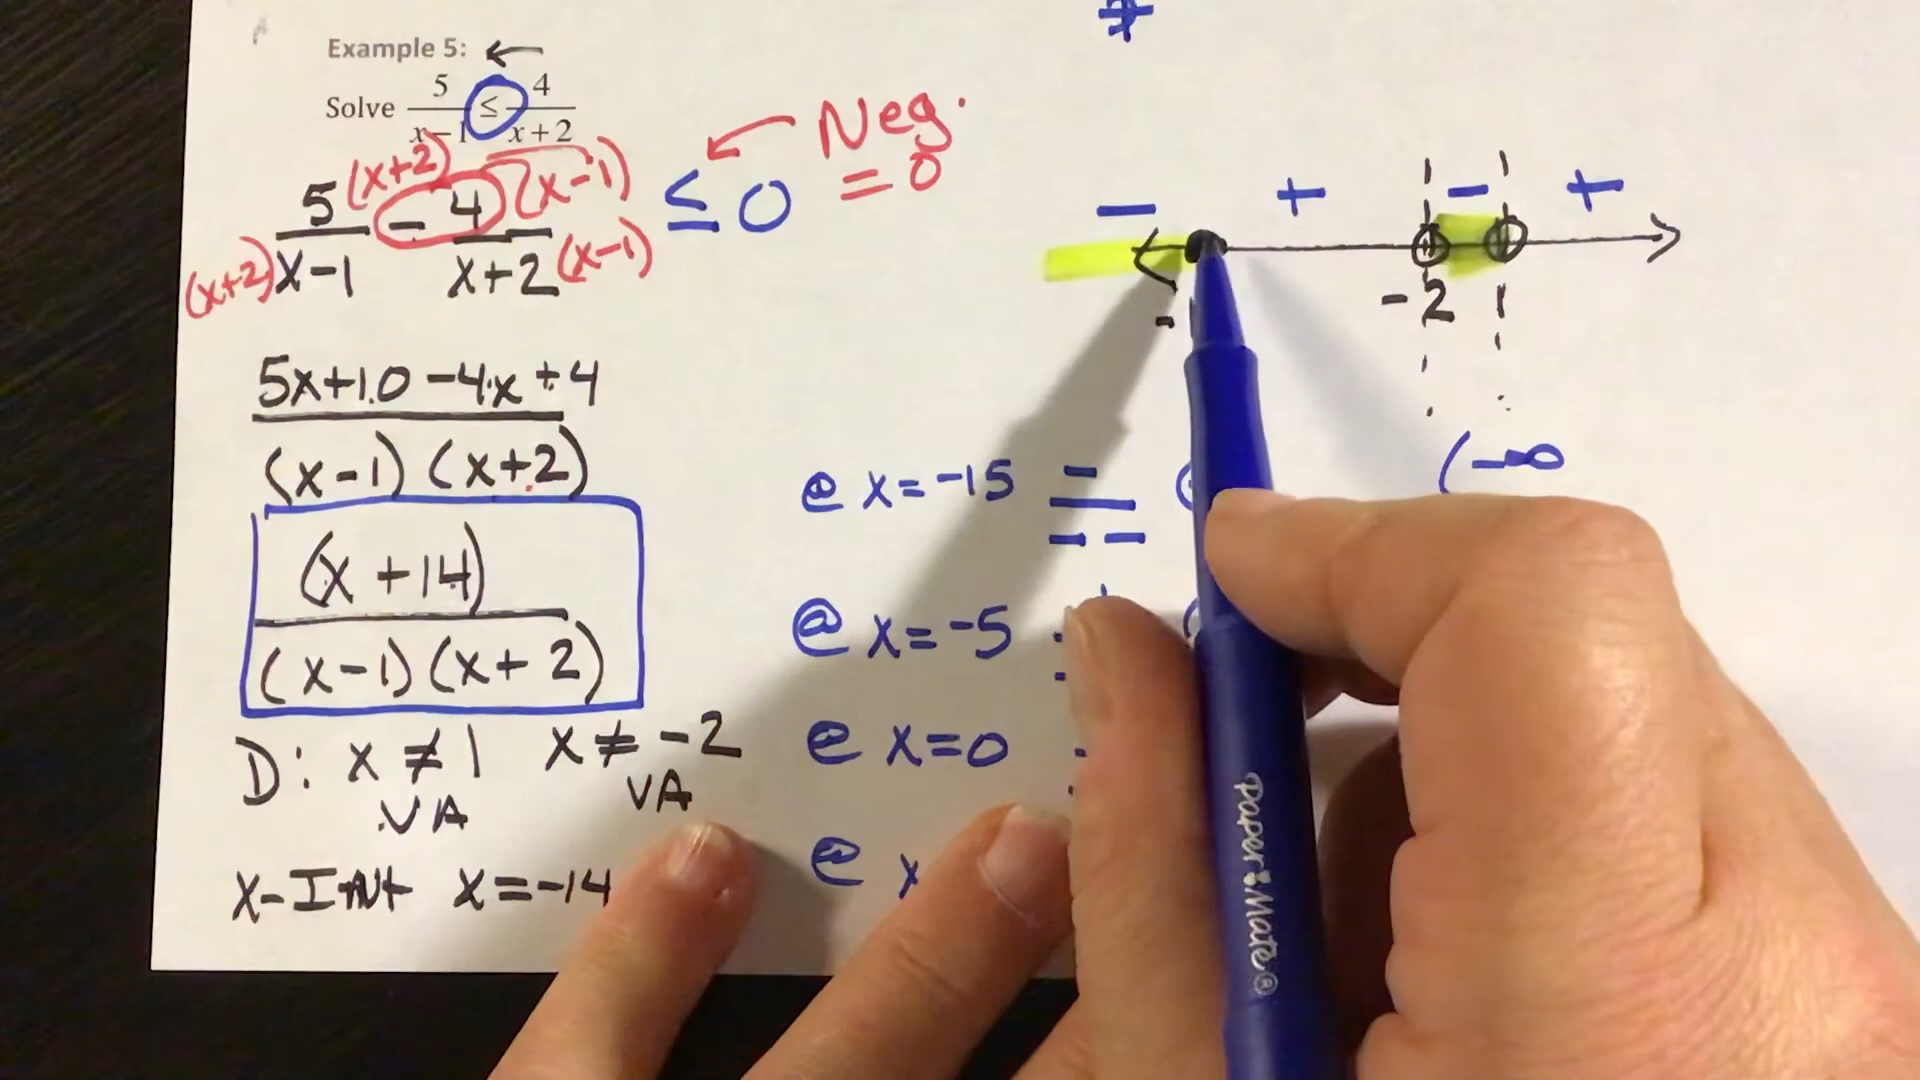 Example 5: ←
Solve 5/(x-1) ≤ 4/(x+2)
5(x+2) - 4(x-1) ≤ 0 ← Neg.
= 0
(x+2) x-1 x+2 (x-1)
5x+10-4x+4
(x-1) (x+2)
(x+14)
(x-1)(x+2)
D: x ≠ 1 x ≠ -2
VA VA
x-Int x=-14
- + - +
-2 1
(-∞
@ x=-15 -
- -
@ x=-5
@ x=0
@ x
Paper Mate®